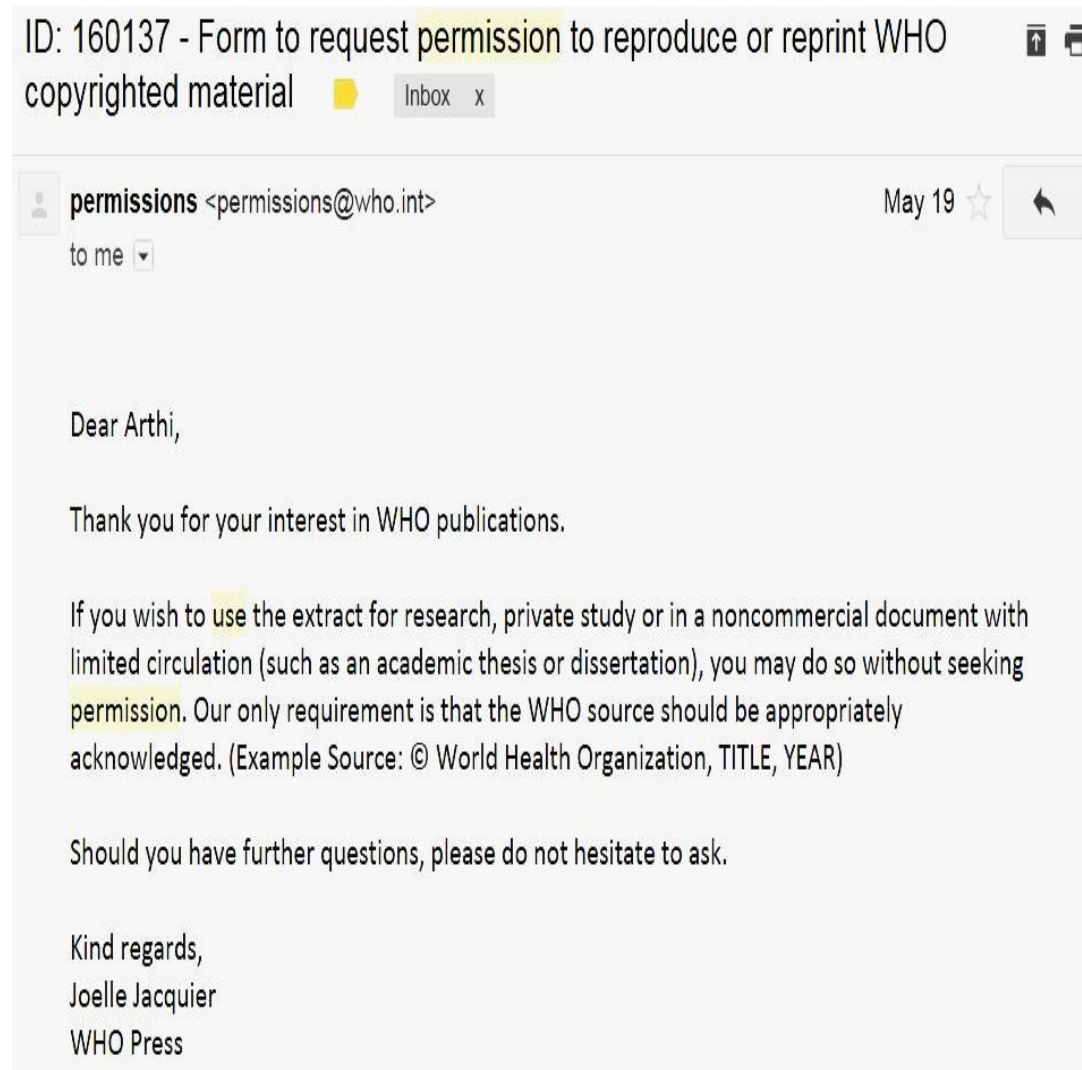 ID: 160137 - Form to request permission to reproduce or reprint WHO
copyrighted material Inbox x
permissions <permissions@who.int> May 19
to me
Dear Arthi,
Thank you for your interest in WHO publications.
If you wish to use the extract for research, private study or in a noncommercial document with
limited circulation (such as an academic thesis or dissertation), you may do so without seeking
permission. Our only requirement is that the WHO source should be appropriately
acknowledged. (Example Source: © World Health Organization, TITLE, YEAR)
Should you have further questions, please do not hesitate to ask.
Kind regards,
Joelle Jacquier
WHO Press